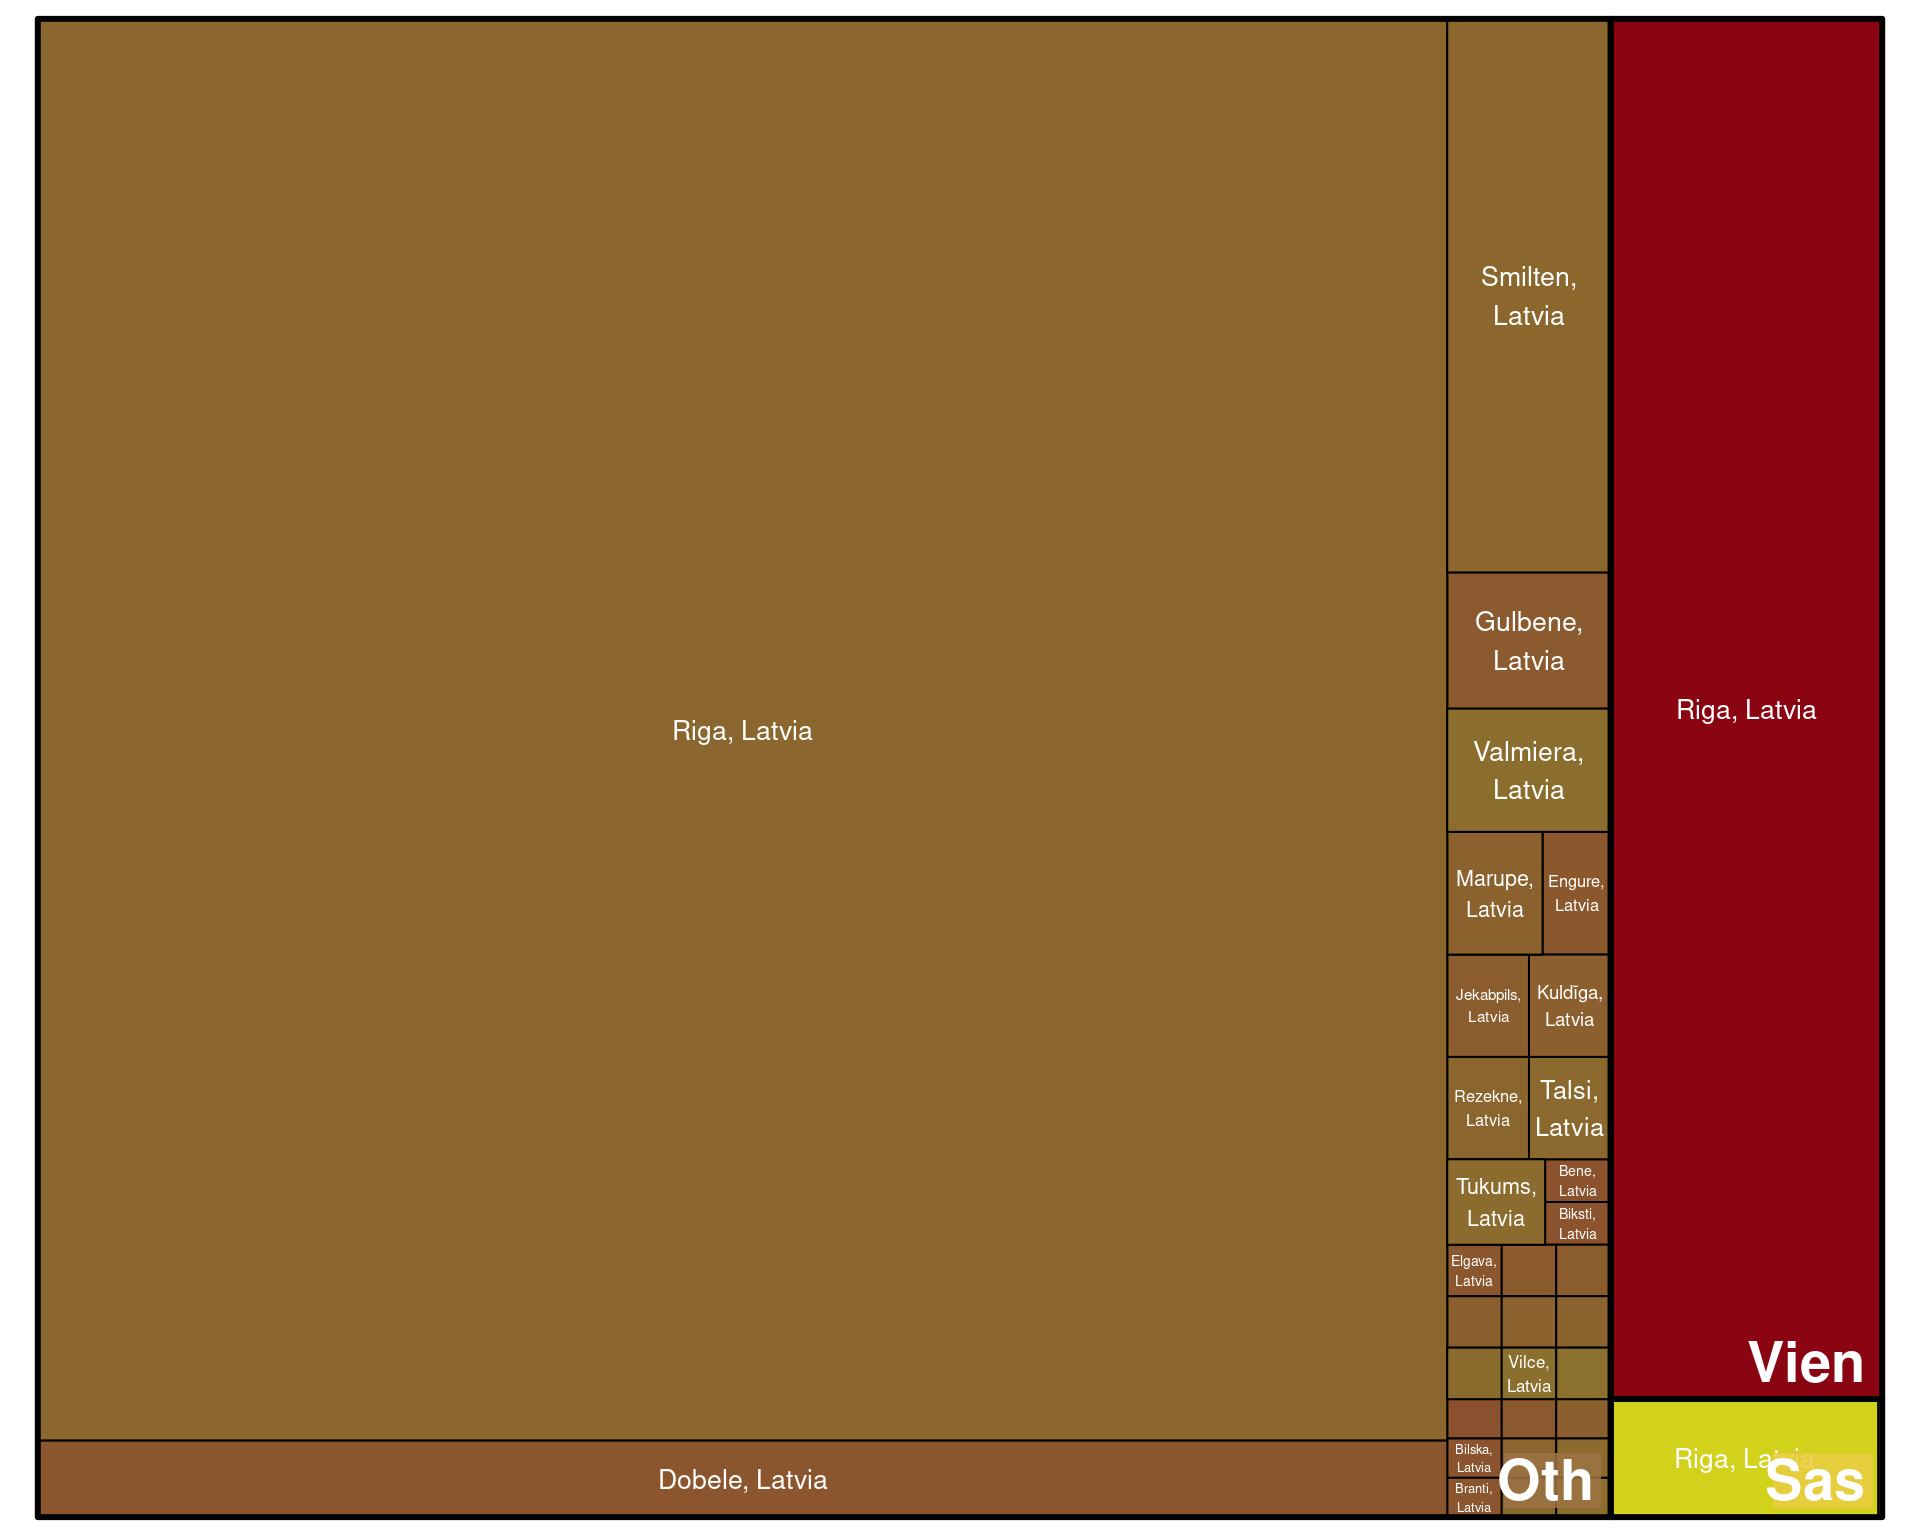 Riga, Latvia
Dobele, Latvia
Smilten,
Latvia
Gulbene,
Latvia
Valmiera,
Latvia
Marupe,
Latvia
Engure,
Latvia
Jekabpils,
Latvia
Kuldīga,
Latvia
Rezekne,
Latvia
Talsi,
Latvia
Tukums,
Latvia
Bene,
Latvia
Biksti,
Latvia
Elgava,
Latvia
Vilce,
Latvia
Bilska,
Latvia
Branti,
Latvia
Oth
Riga, Latvia
Vien
Riga, Latvia
Sas